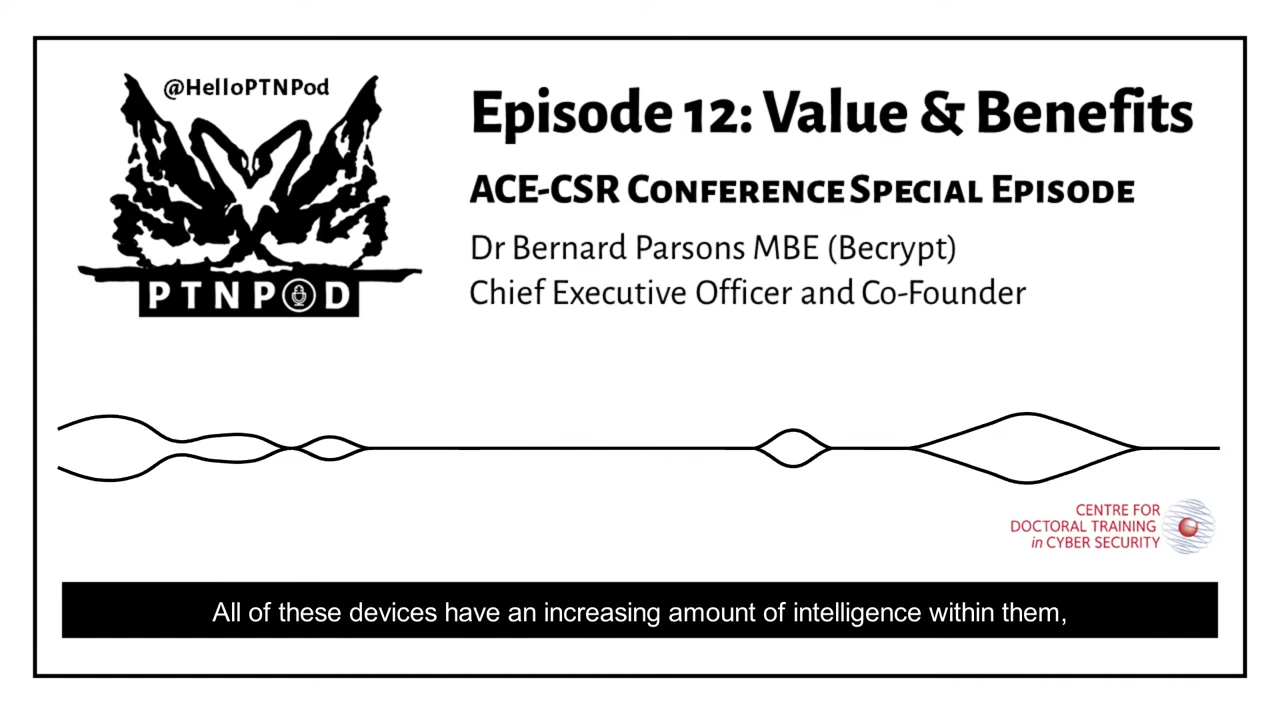 @HelloPTNPod
PTNPOD
Episode 12: Value & Benefits
ACE-CSR Conference Special Episode
Dr Bernard Parsons MBE (Becrypt)
Chief Executive Officer and Co-Founder
CENTRE FOR
DOCTORAL TRAINING
in CYBER SECURITY
All of these devices have an increasing amount of intelligence within them,